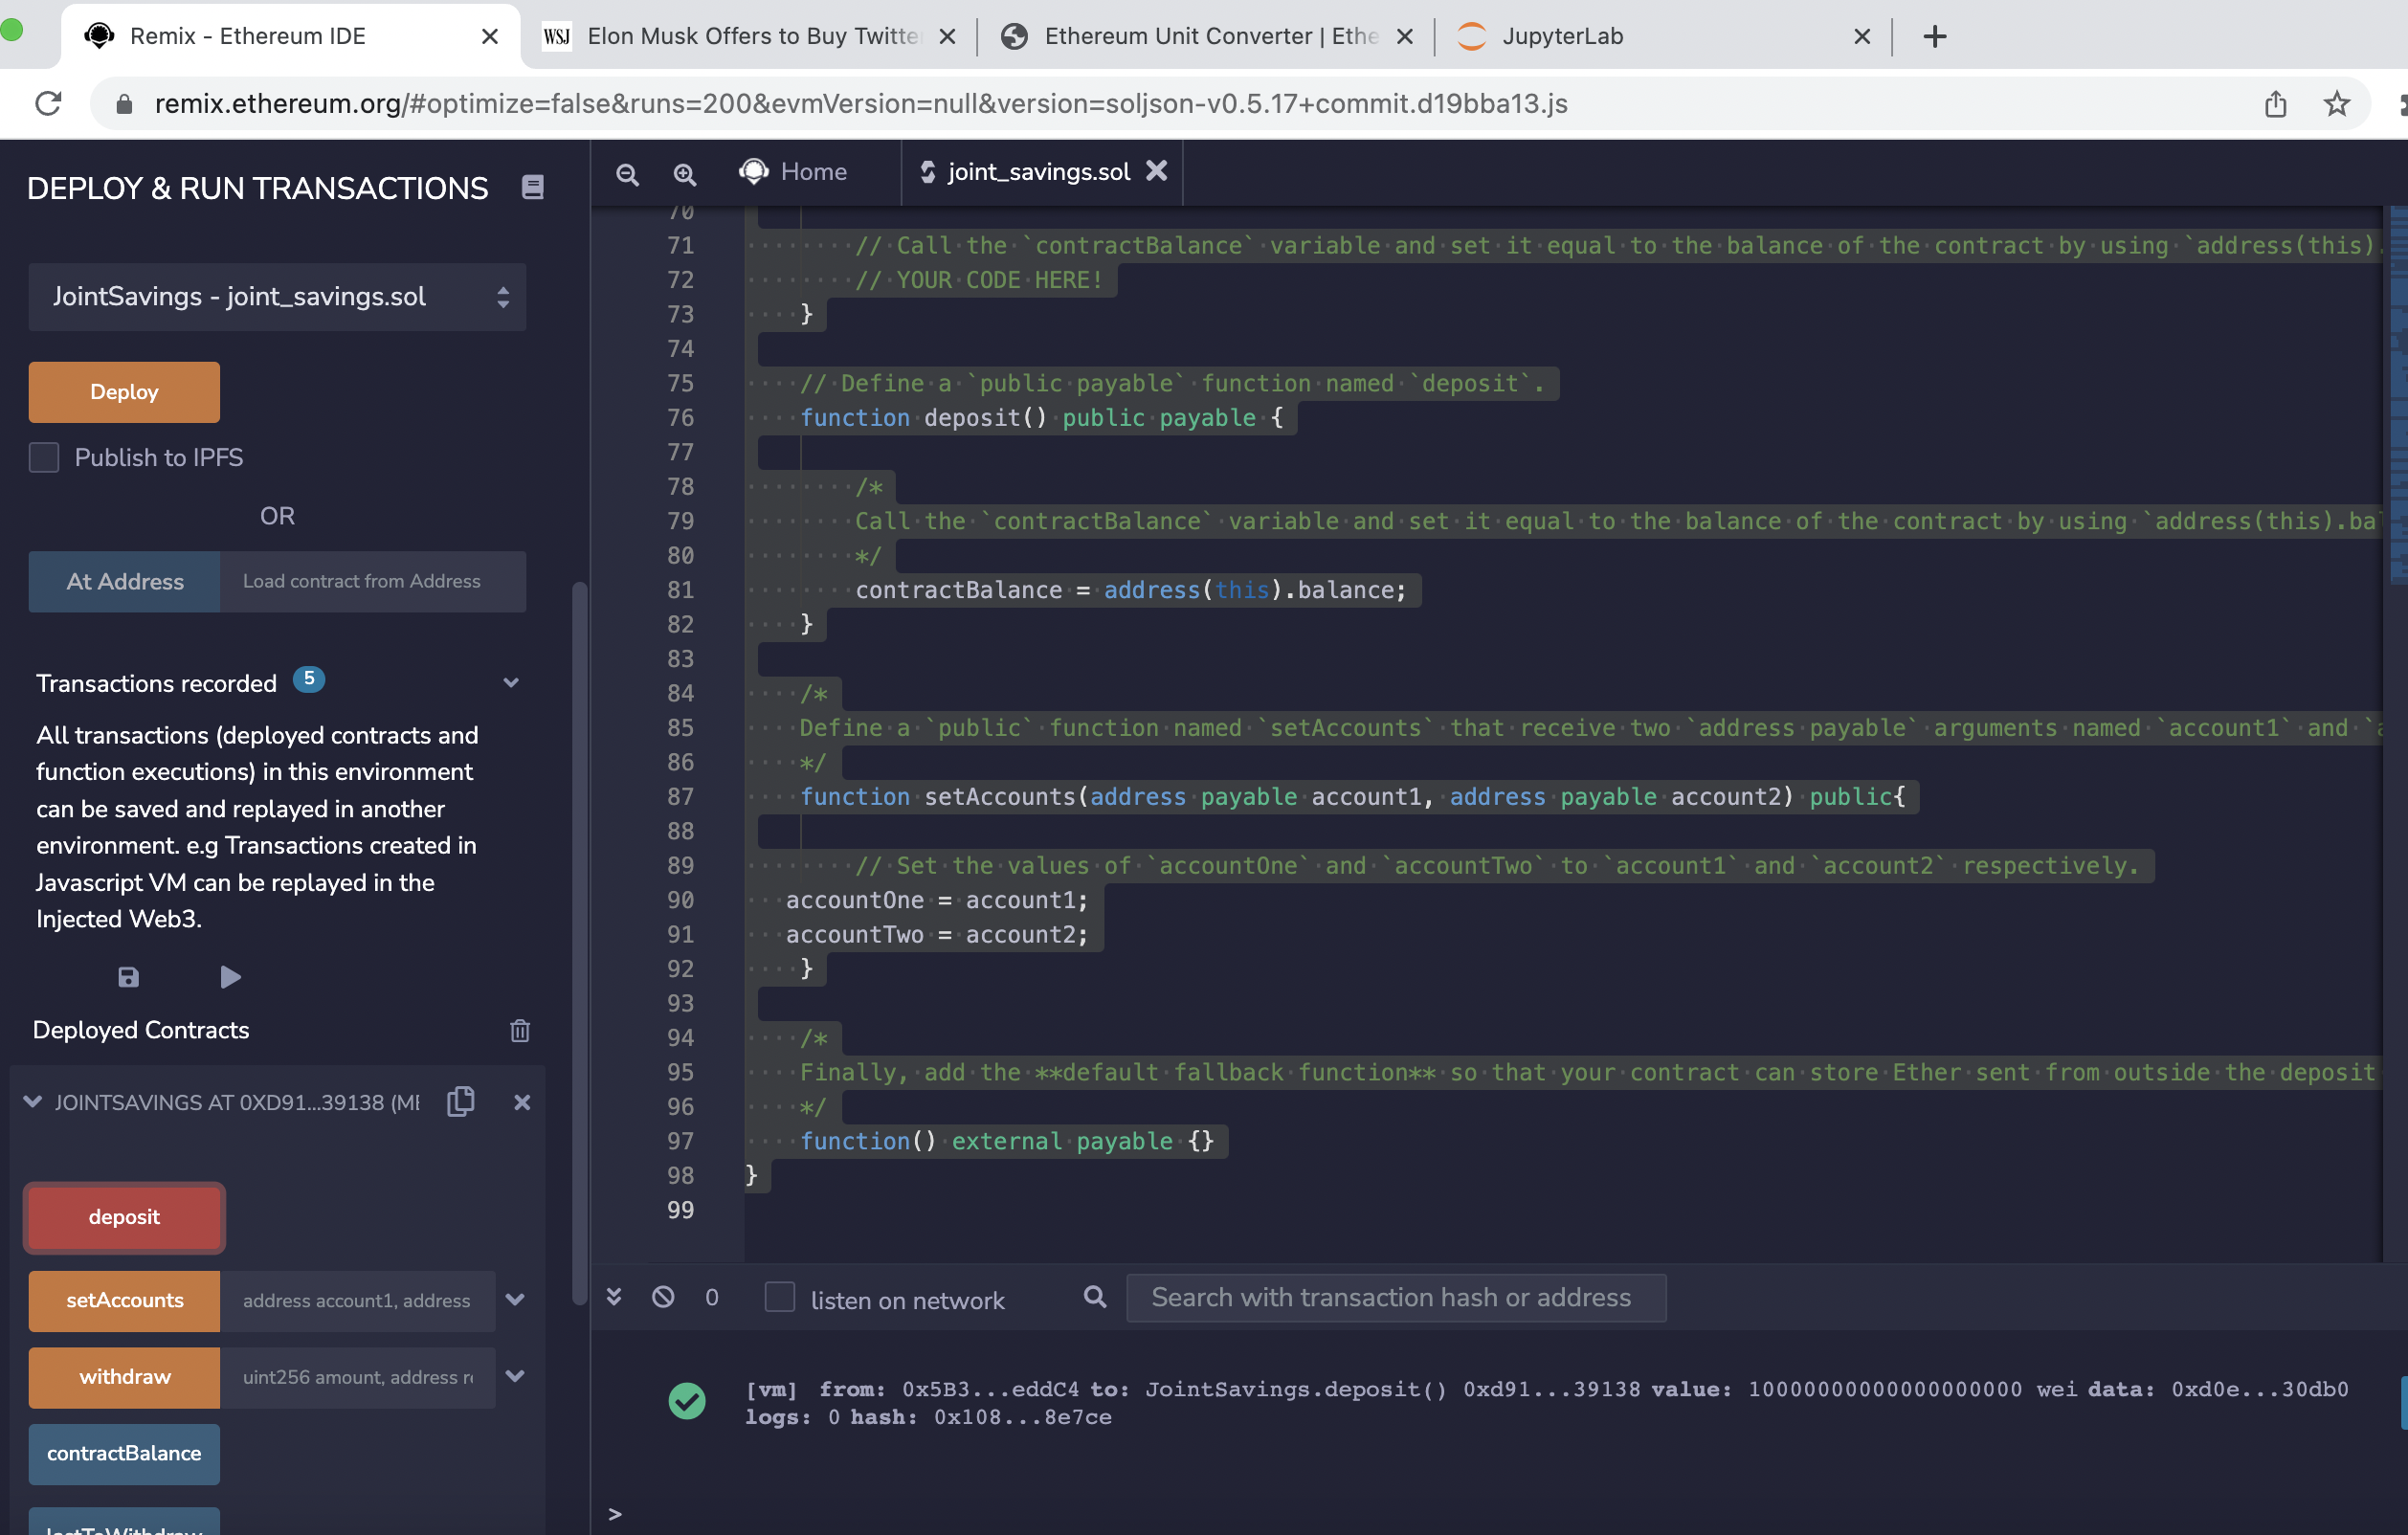 Remix - Ethereum IDE
WSJ Elon Musk Offers to Buy Twitte
Ethereum Unit Converter | Ethe
JupyterLab
remix.ethereum.org/#optimize=false&runs=200&evmVersion=null&version=soljson-v0.5.17+commit.d19bba13.js
DEPLOY & RUN TRANSACTIONS
JointSavings - joint_savings.sol
Deploy
Publish to IPFS
OR
At Address Load contract from Address
Transactions recorded 5
All transactions (deployed contracts and
function executions) in this environment
can be saved and replayed in another
environment. e.g Transactions created in
Javascript VM can be replayed in the
Injected Web3.
Deployed Contracts
JOINTSAVINGS AT 0XD91...39138 (ME
deposit
setAccounts address account1, address
withdraw uint256 amount, address re
contractBalance
lastToWithdraw
Home joint_savings.sol
70
71 // Call the `contractBalance` variable and set it equal to the balance of the contract by using `address(this).
72 // YOUR CODE HERE!
73 }
74
75 // Define a `public payable` function named `deposit`.
76 function deposit() public payable {
77
78 /*
79 Call the `contractBalance` variable and set it equal to the balance of the contract by using `address(this).bal
80 */
81 contractBalance = address(this).balance;
82 }
83
84 /*
85 Define a `public` function named `setAccounts` that receive two `address payable` arguments named `account1` and `a
86 */
87 function setAccounts(address payable account1, address payable account2) public{
88
89 // Set the values of `accountOne` and `accountTwo` to `account1` and `account2` respectively.
90 accountOne = account1;
91 accountTwo = account2;
92 }
93
94 /*
95 Finally, add the **default fallback function** so that your contract can store Ether sent from outside the deposit
96 */
97 function() external payable {}
98 }
99
0 listen on network Search with transaction hash or address
[vm] from: 0x5B3...eddC4 to: JointSavings.deposit() 0xd91...39138 value: 10000000000000000000 wei data: 0xd0e...30db0
logs: 0 hash: 0x108...8e7ce
>